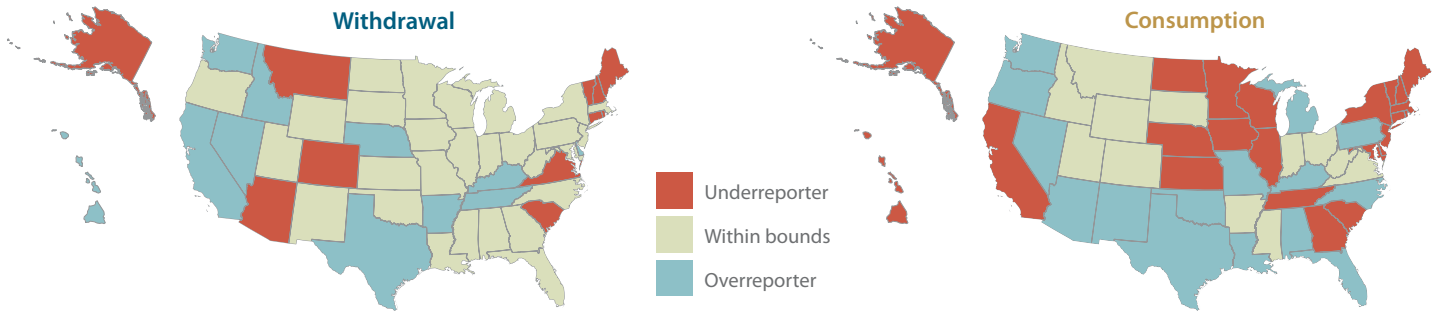 Withdrawal
Consumption
Underreporter
Within bounds
Overreporter